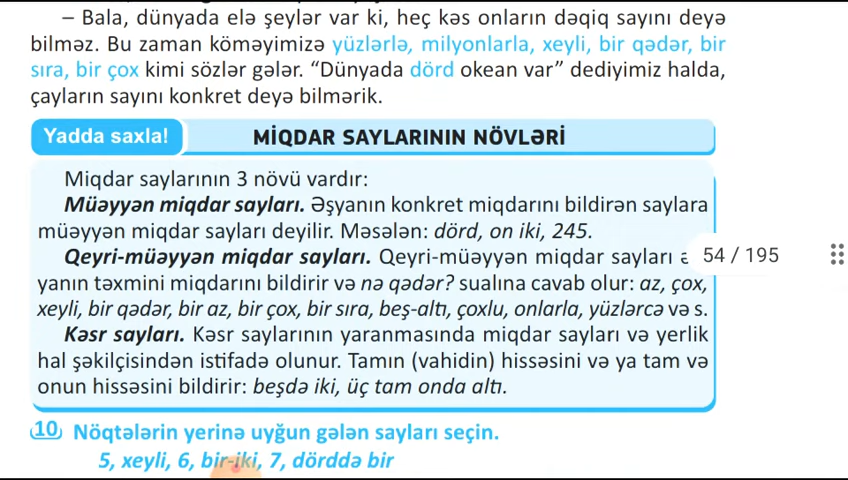 – Bala, dünyada elə şeylər var ki, heç kəs onların dəqiq sayını deyə
bilməz. Bu zaman köməyimizə yüzlərlə, milyonlarla, xeyli, bir qədər, bir
sıra, bir çox kimi sözlər gələr. “Dünyada dörd okean var” dediyimiz halda,
çayların sayını konkret deyə bilmərik.
Yadda saxla!
MİQDAR SAYLARININ NÖVLƏRİ
Miqdar saylarının 3 növü vardır:
Müəyyən miqdar sayları. Əşyanın konkret miqdarını bildirən saylara
müəyyən miqdar sayları deyilir. Məsələn: dörd, on iki, 245.
Qeyri-müəyyən miqdar sayları. Qeyri-müəyyən miqdar sayları
54 / 195
yanın təxmini miqdarını bildirir və nə qədər? sualına cavab olur: az, çox,
xeyli, bir qədər, bir az, bir çox, bir sıra, beş-altı, çoxlu, onlarla, yüzlərcə və s.
Kəsr sayları. Kəsr saylarının yaranmasında miqdar sayları və yerlik
hal şəkilçisindən istifadə olunur. Tamın (vahidin) hissəsini və ya tam və
onun hissəsini bildirir: beşdə iki, üç tam onda altı.
10 Nöqtələrin yerinə uyğun gələn sayları seçin.
5, xeyli, 6, bir-iki, 7, dörddə bir